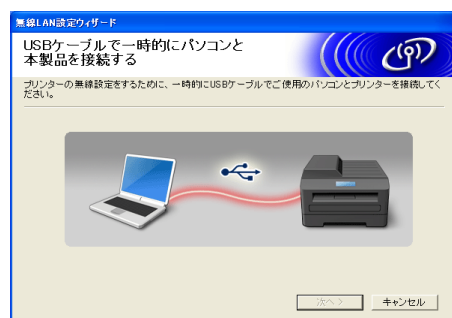 無線LAN設定ウィザード
USBケーブルで一時的にパソコンと
本製品を接続する
プリンターの無線設定をするために、一時的にUSBケーブルでご使用のパソコンとプリンターを接続してく
ださい。
次へ >
キャンセル